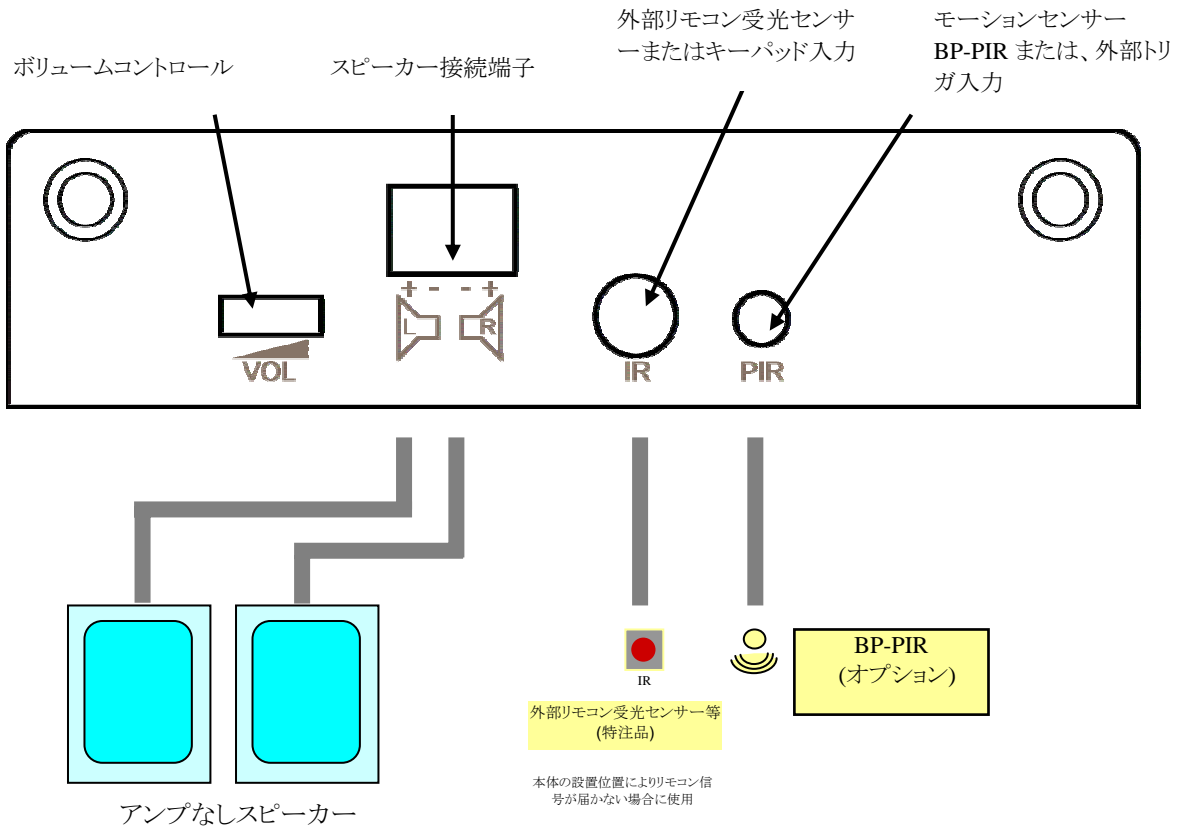 外部リモコン受光センサ
ーまたはキーパッド入力
モーションセンサー
BP-PIR または、外部トリ
ガ入力
ボリュームコントロール
スピーカー接続端子
+ - - +
L R
VOL
IR
PIR
IR
外部リモコン受光センサー等
(特注品)
本体の設置位置によりリモコン信
号が届かない場合に使用
BP-PIR
(オプション)
アンプなしスピーカー